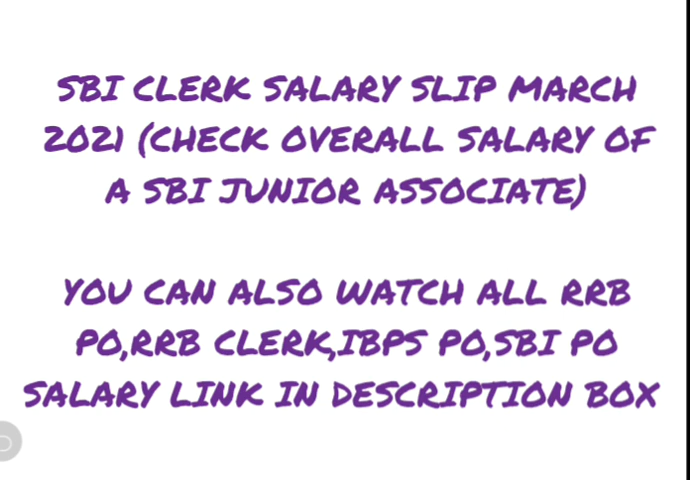 SBI CLERK SALARY SLIP MARCH
2021 (CHECK OVERALL SALARY OF
A SBI JUNIOR ASSOCIATE)
YOU CAN ALSO WATCH ALL RRB
PO,RRB CLERK,IBPS PO,SBI PO
SALARY LINK IN DESCRIPTION BOX